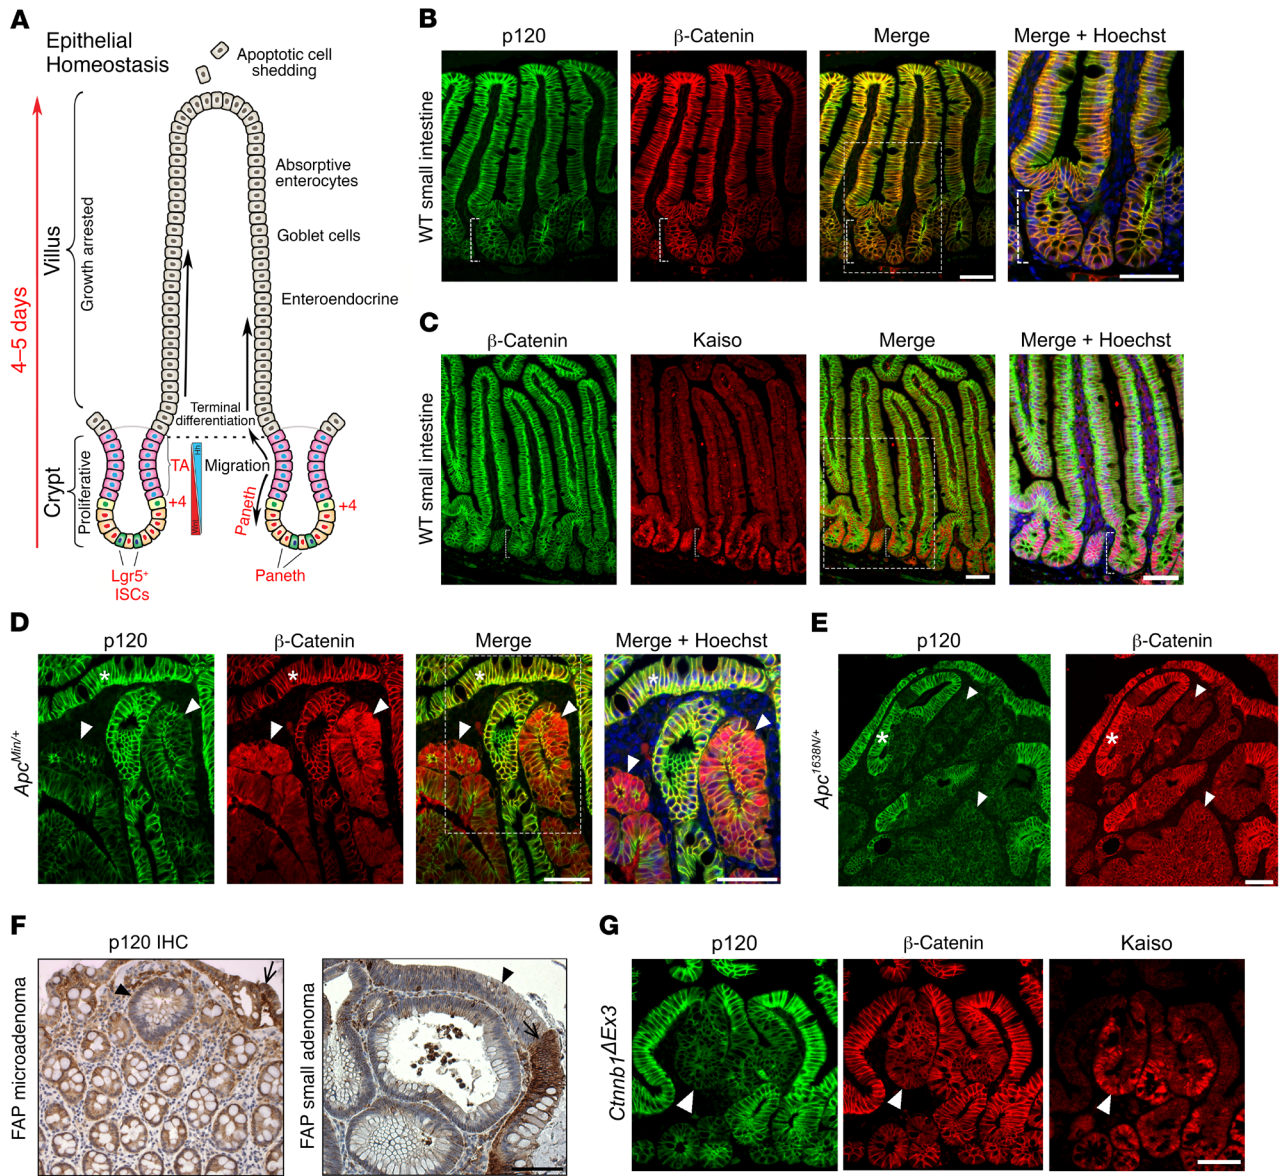 A
Epithelial
Homeostasis
Apoptotic cell
shedding
Absorptive
enterocytes
Goblet cells
Enteroendocrine
4–5 days
Villus
Growth arrested
Crypt
Proliferative
Terminal
differentiation
TA
Hh
Wnt
Migration
Paneth
+4
+4
Lgr5+
ISCs
Paneth
B
p120
β-Catenin
Merge
Merge + Hoechst
WT small intestine
C
β-Catenin
Kaiso
Merge
Merge + Hoechst
WT small intestine
D
p120
β-Catenin
Merge
Merge + Hoechst
ApcMin/+
*
*
*
*
E
p120
β-Catenin
Apc1638N/+
*
*
F
p120 IHC
FAP microadenoma
FAP small adenoma
G
p120
β-Catenin
Kaiso
Ctnnb1ΔEx3